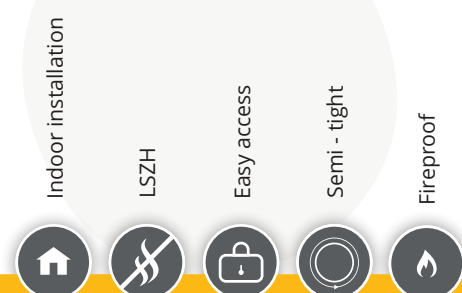 Indoor installation
LSZH
Easy access
Semi - tight
Fireproof